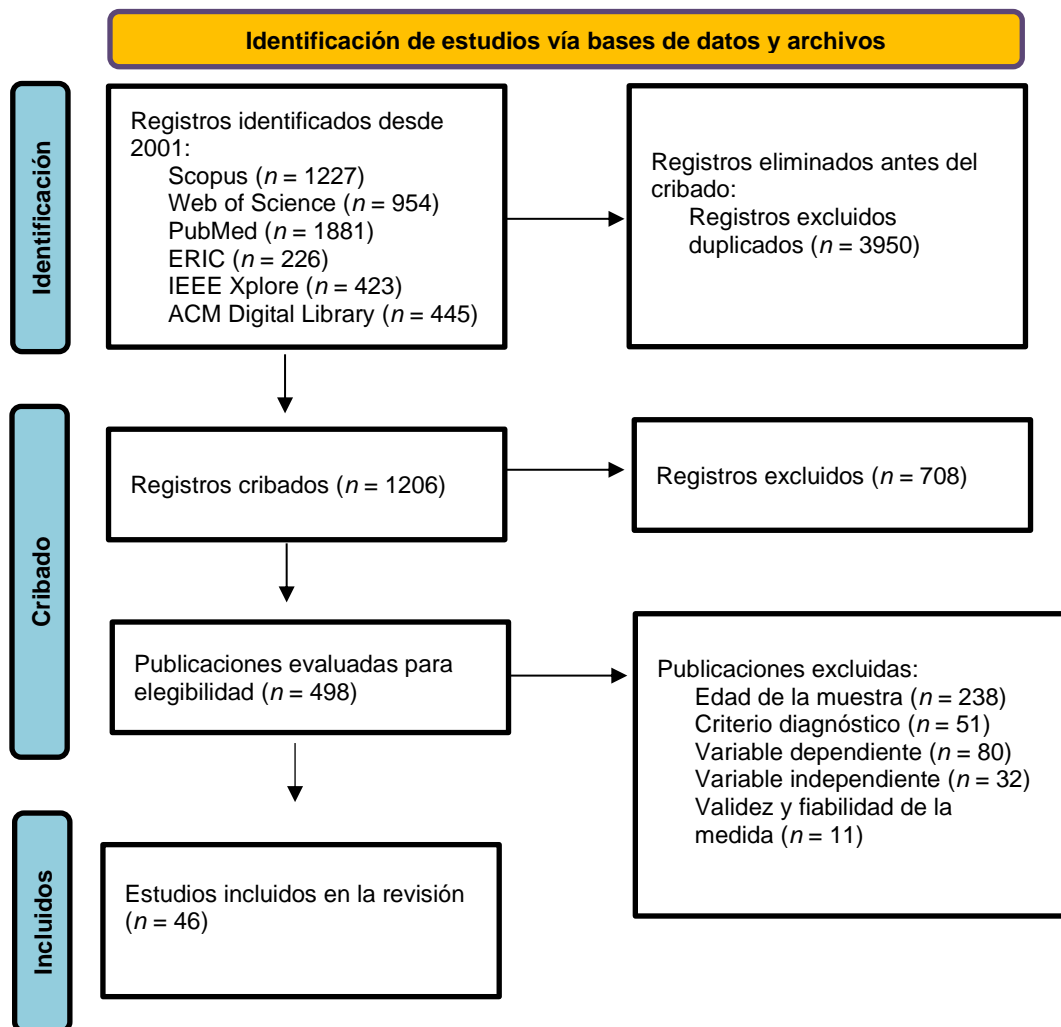 Identificación de estudios vía bases de datos y archivos
Identificación
Registros identificados desde
2001:
Scopus (n = 1227)
Web of Science (n = 954)
PubMed (n = 1881)
ERIC (n = 226)
IEEE Xplore (n = 423)
ACM Digital Library (n = 445)
Registros eliminados antes del
cribado:
Registros excluidos
duplicados (n = 3950)
Cribado
Registros cribados (n = 1206)
Registros excluidos (n = 708)
Publicaciones evaluadas para
elegibilidad (n = 498)
Publicaciones excluidas:
Edad de la muestra (n = 238)
Criterio diagnóstico (n = 51)
Variable dependiente (n = 80)
Variable independiente (n = 32)
Validez y fiabilidad de la
medida (n = 11)
Incluidos
Estudios incluidos en la revisión
(n = 46)